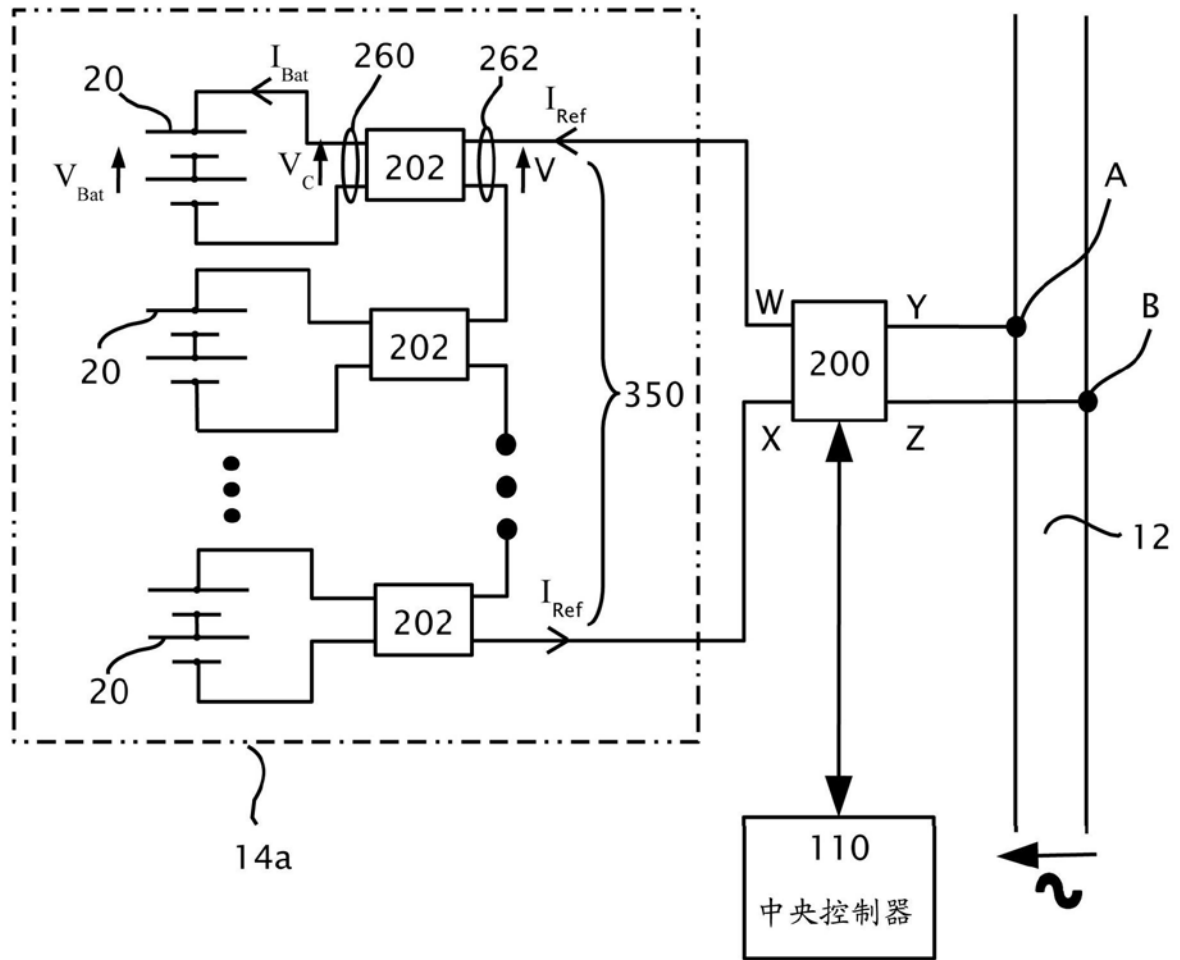 260
262
I_Bat
20
I_Ref
V_Bat
V_C
202
V
A
W
Y
B
20
202
200
350
X
Z
12
I_Ref
202
20
14a
110
中央控制器